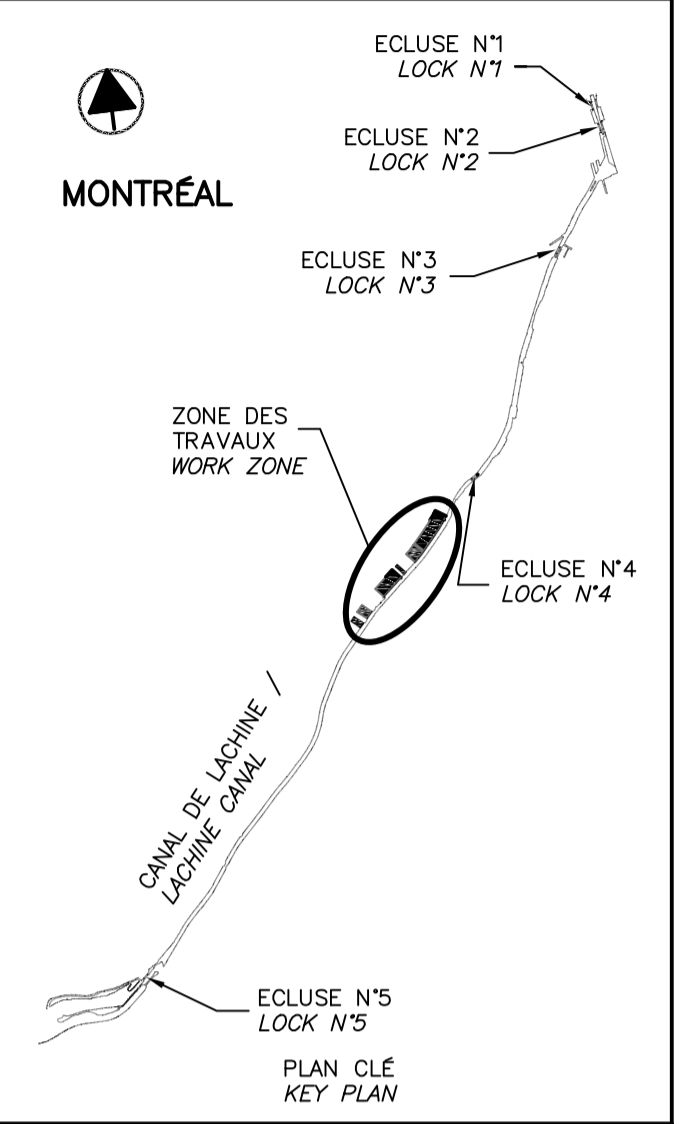 ECLUSE N°1
LOCK N°1
ECLUSE N°2
LOCK N°2
MONTRÉAL
ECLUSE N°3
LOCK N°3
ZONE DES
TRAVAUX
WORK ZONE
ECLUSE N°4
LOCK N°4
CANAL DE LACHINE /
LACHINE CANAL
ECLUSE N°5
LOCK N°5
PLAN CLÉ
KEY PLAN